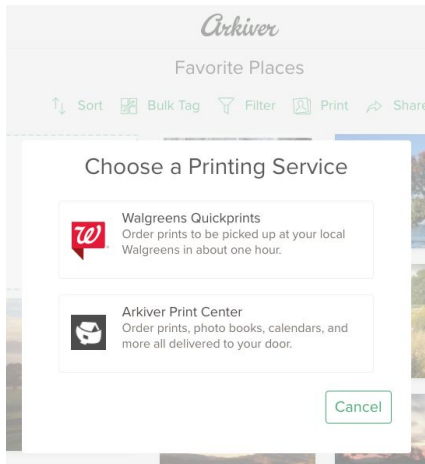 Arkiver
Favorite Places
Sort Bulk Tag Filter Print Share
Choose a Printing Service
Walgreens Quickprints
Order prints to be picked up at your local
Walgreens in about one hour.
Arkiver Print Center
Order prints, photo books, calendars, and
more all delivered to your door.
Cancel